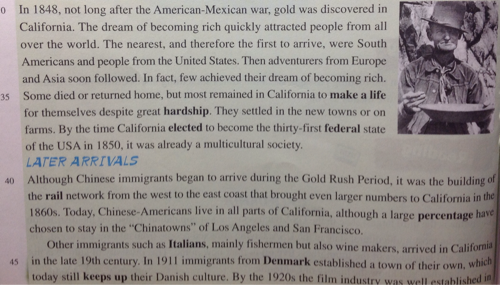 0 In 1848, not long after the American-Mexican war, gold was discovered in
California. The dream of becoming rich quickly attracted people from all
over the world. The nearest, and therefore the first to arrive, were South
Americans and people from the United States. Then adventurers from Europe
and Asia soon followed. In fact, few achieved their dream of becoming rich.
35 Some died or returned home, but most remained in California to make a life
for themselves despite great hardship. They settled in the new towns or on
farms. By the time California elected to become the thirty-first federal state
of the USA in 1850, it was already a multicultural society.
LATER ARRIVALS
40 Although Chinese immigrants began to arrive during the Gold Rush Period, it was the building of
the rail network from the west to the east coast that brought even larger numbers to California in the
1860s. Today, Chinese-Americans live in all parts of California, although a large percentage have
chosen to stay in the “Chinatowns” of Los Angeles and San Francisco.
Other immigrants such as Italians, mainly fishermen but also wine makers, arrived in California
45 in the late 19th century. In 1911 immigrants from Denmark established a town of their own, which
today still keeps up their Danish culture. By the 1920s the film industry was well established in